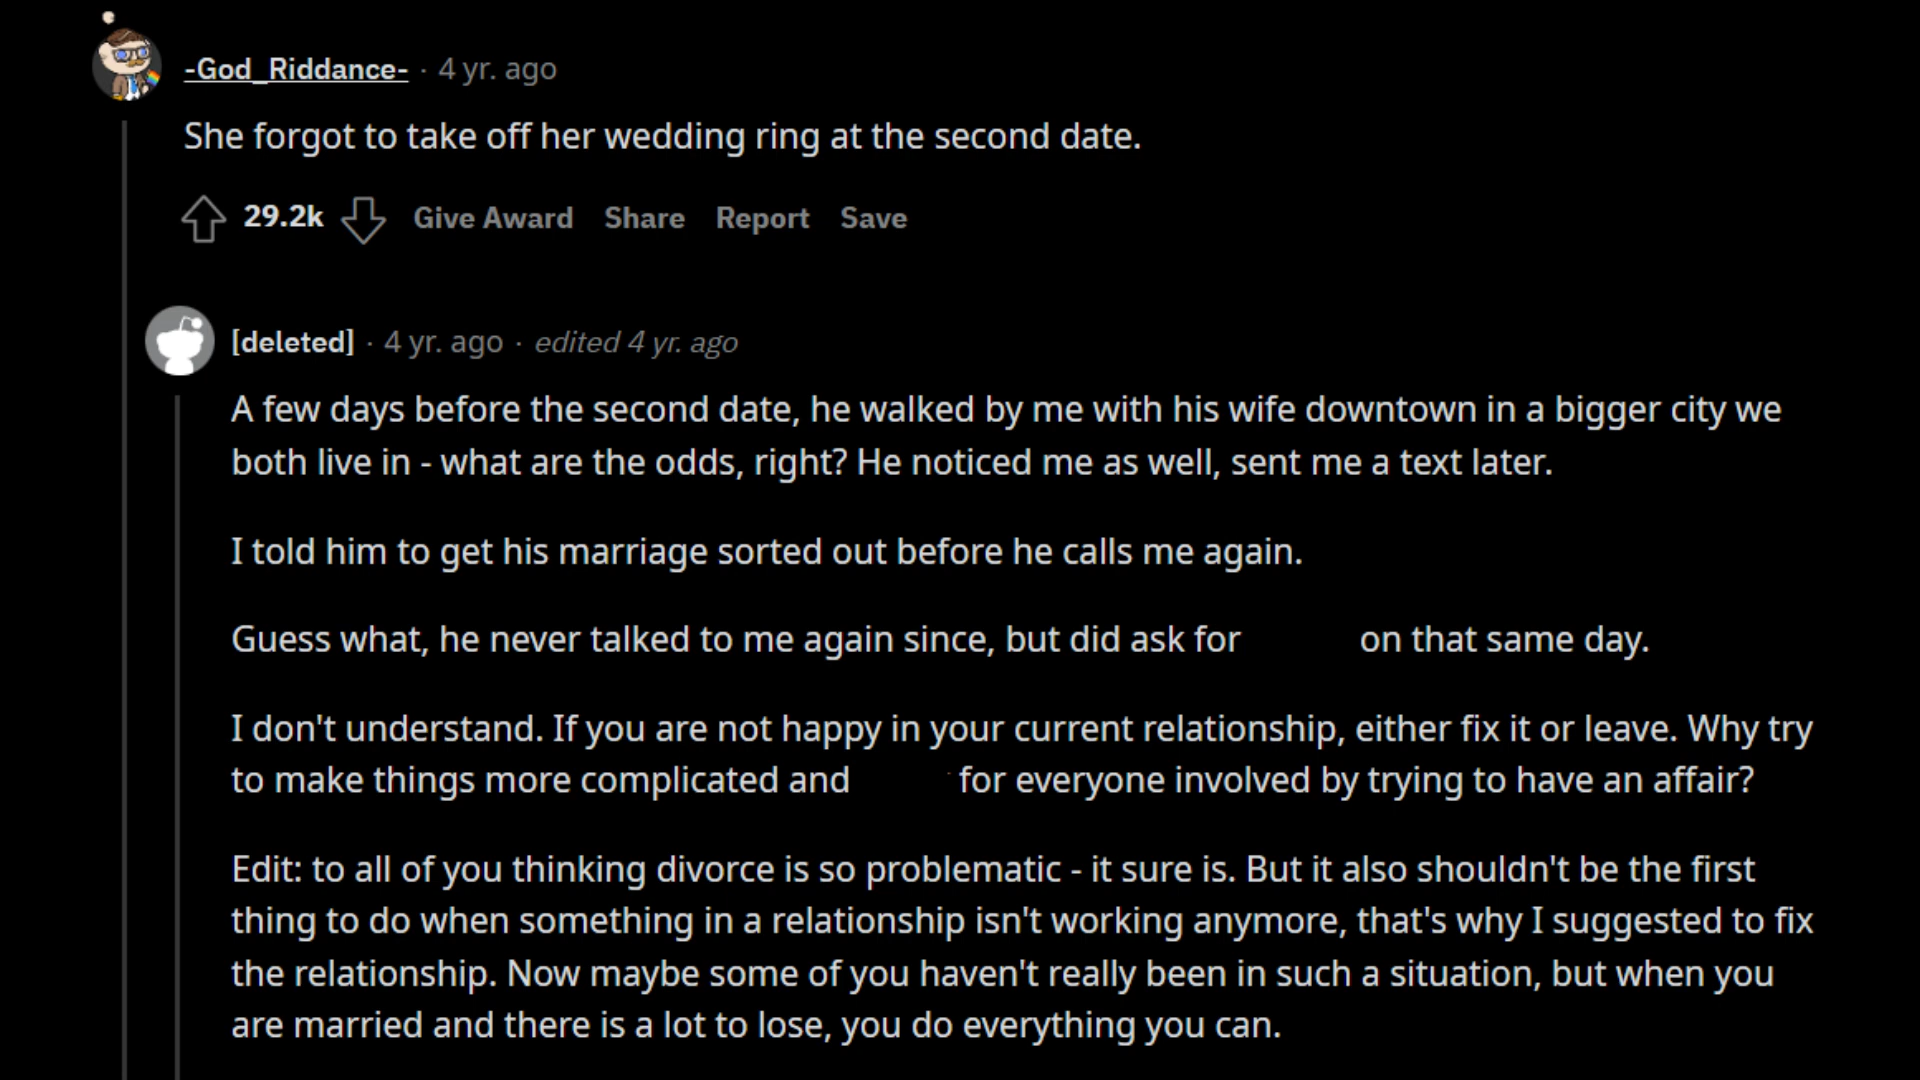 -God_Riddance- · 4 yr. ago
She forgot to take off her wedding ring at the second date.
29.2k Give Award Share Report Save
[deleted] · 4 yr. ago · edited 4 yr. ago
A few days before the second date, he walked by me with his wife downtown in a bigger city we
both live in - what are the odds, right? He noticed me as well, sent me a text later.
I told him to get his marriage sorted out before he calls me again.
Guess what, he never talked to me again since, but did ask for on that same day.
I don't understand. If you are not happy in your current relationship, either fix it or leave. Why try
to make things more complicated and for everyone involved by trying to have an affair?
Edit: to all of you thinking divorce is so problematic - it sure is. But it also shouldn't be the first
thing to do when something in a relationship isn't working anymore, that's why I suggested to fix
the relationship. Now maybe some of you haven't really been in such a situation, but when you
are married and there is a lot to lose, you do everything you can.